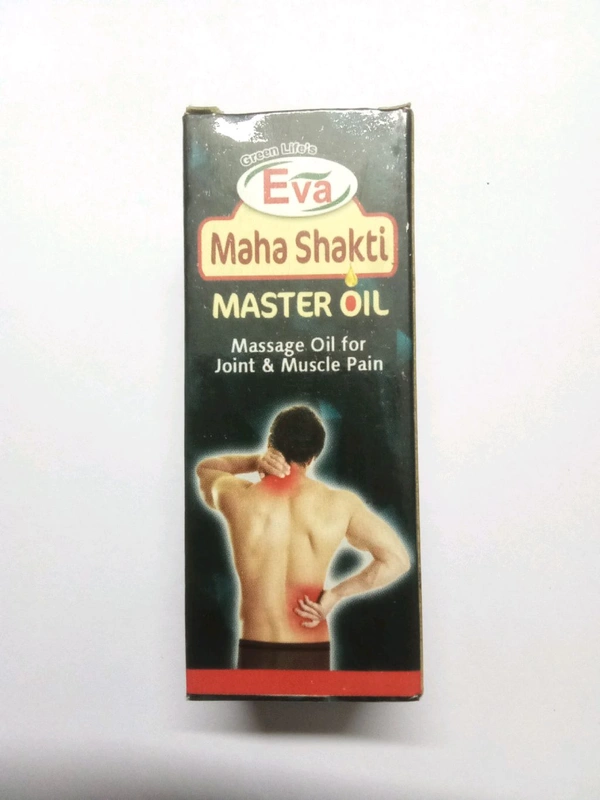 Green Life's
Eva
Maha Shakti
MASTER OIL
Massage Oil for
Joint & Muscle Pain